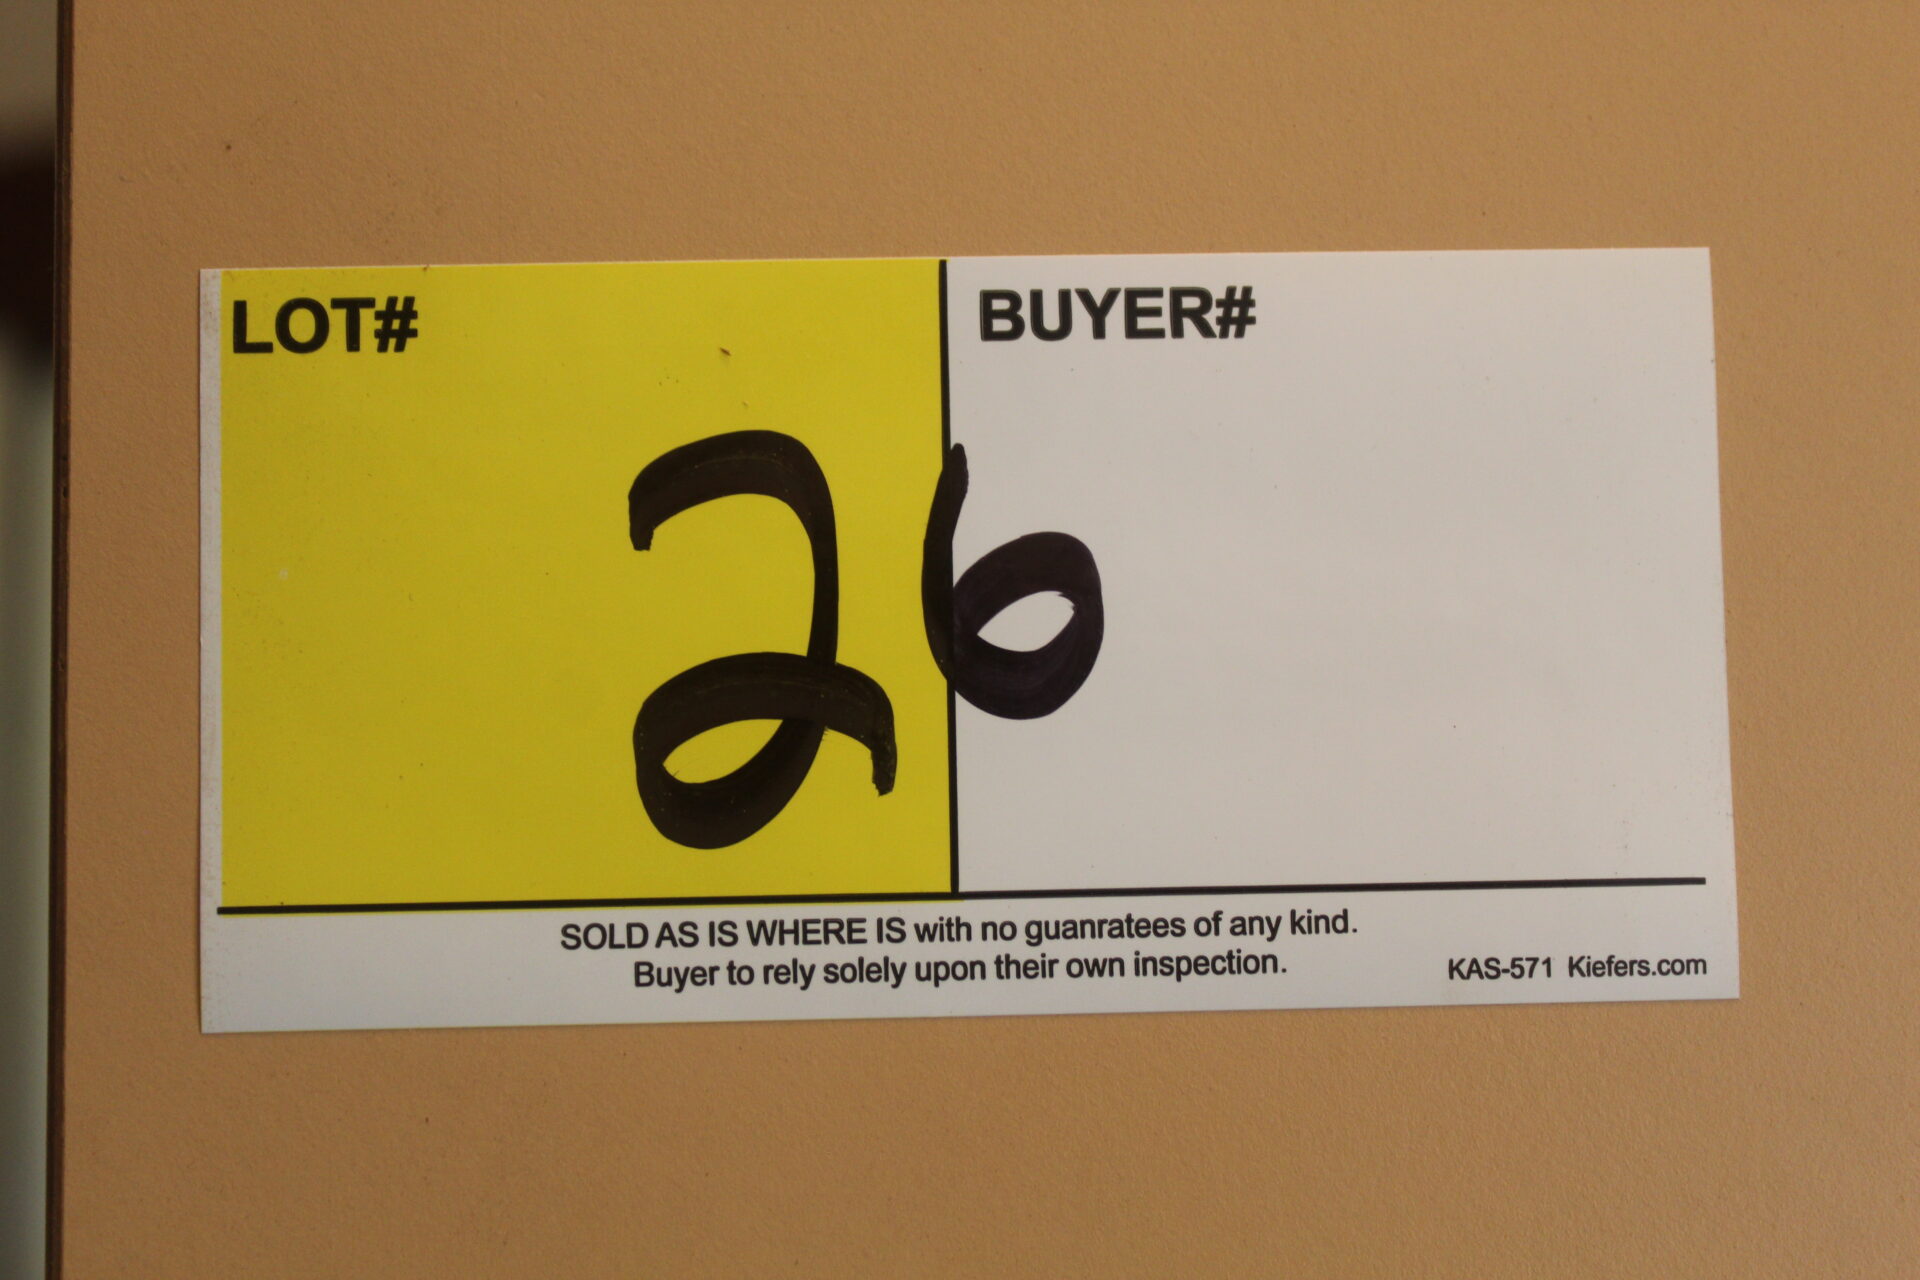 LOT# BUYER#
26
SOLD AS IS WHERE IS with no guanratees of any kind.
Buyer to rely solely upon their own inspection.
KAS-571 Kiefers.com